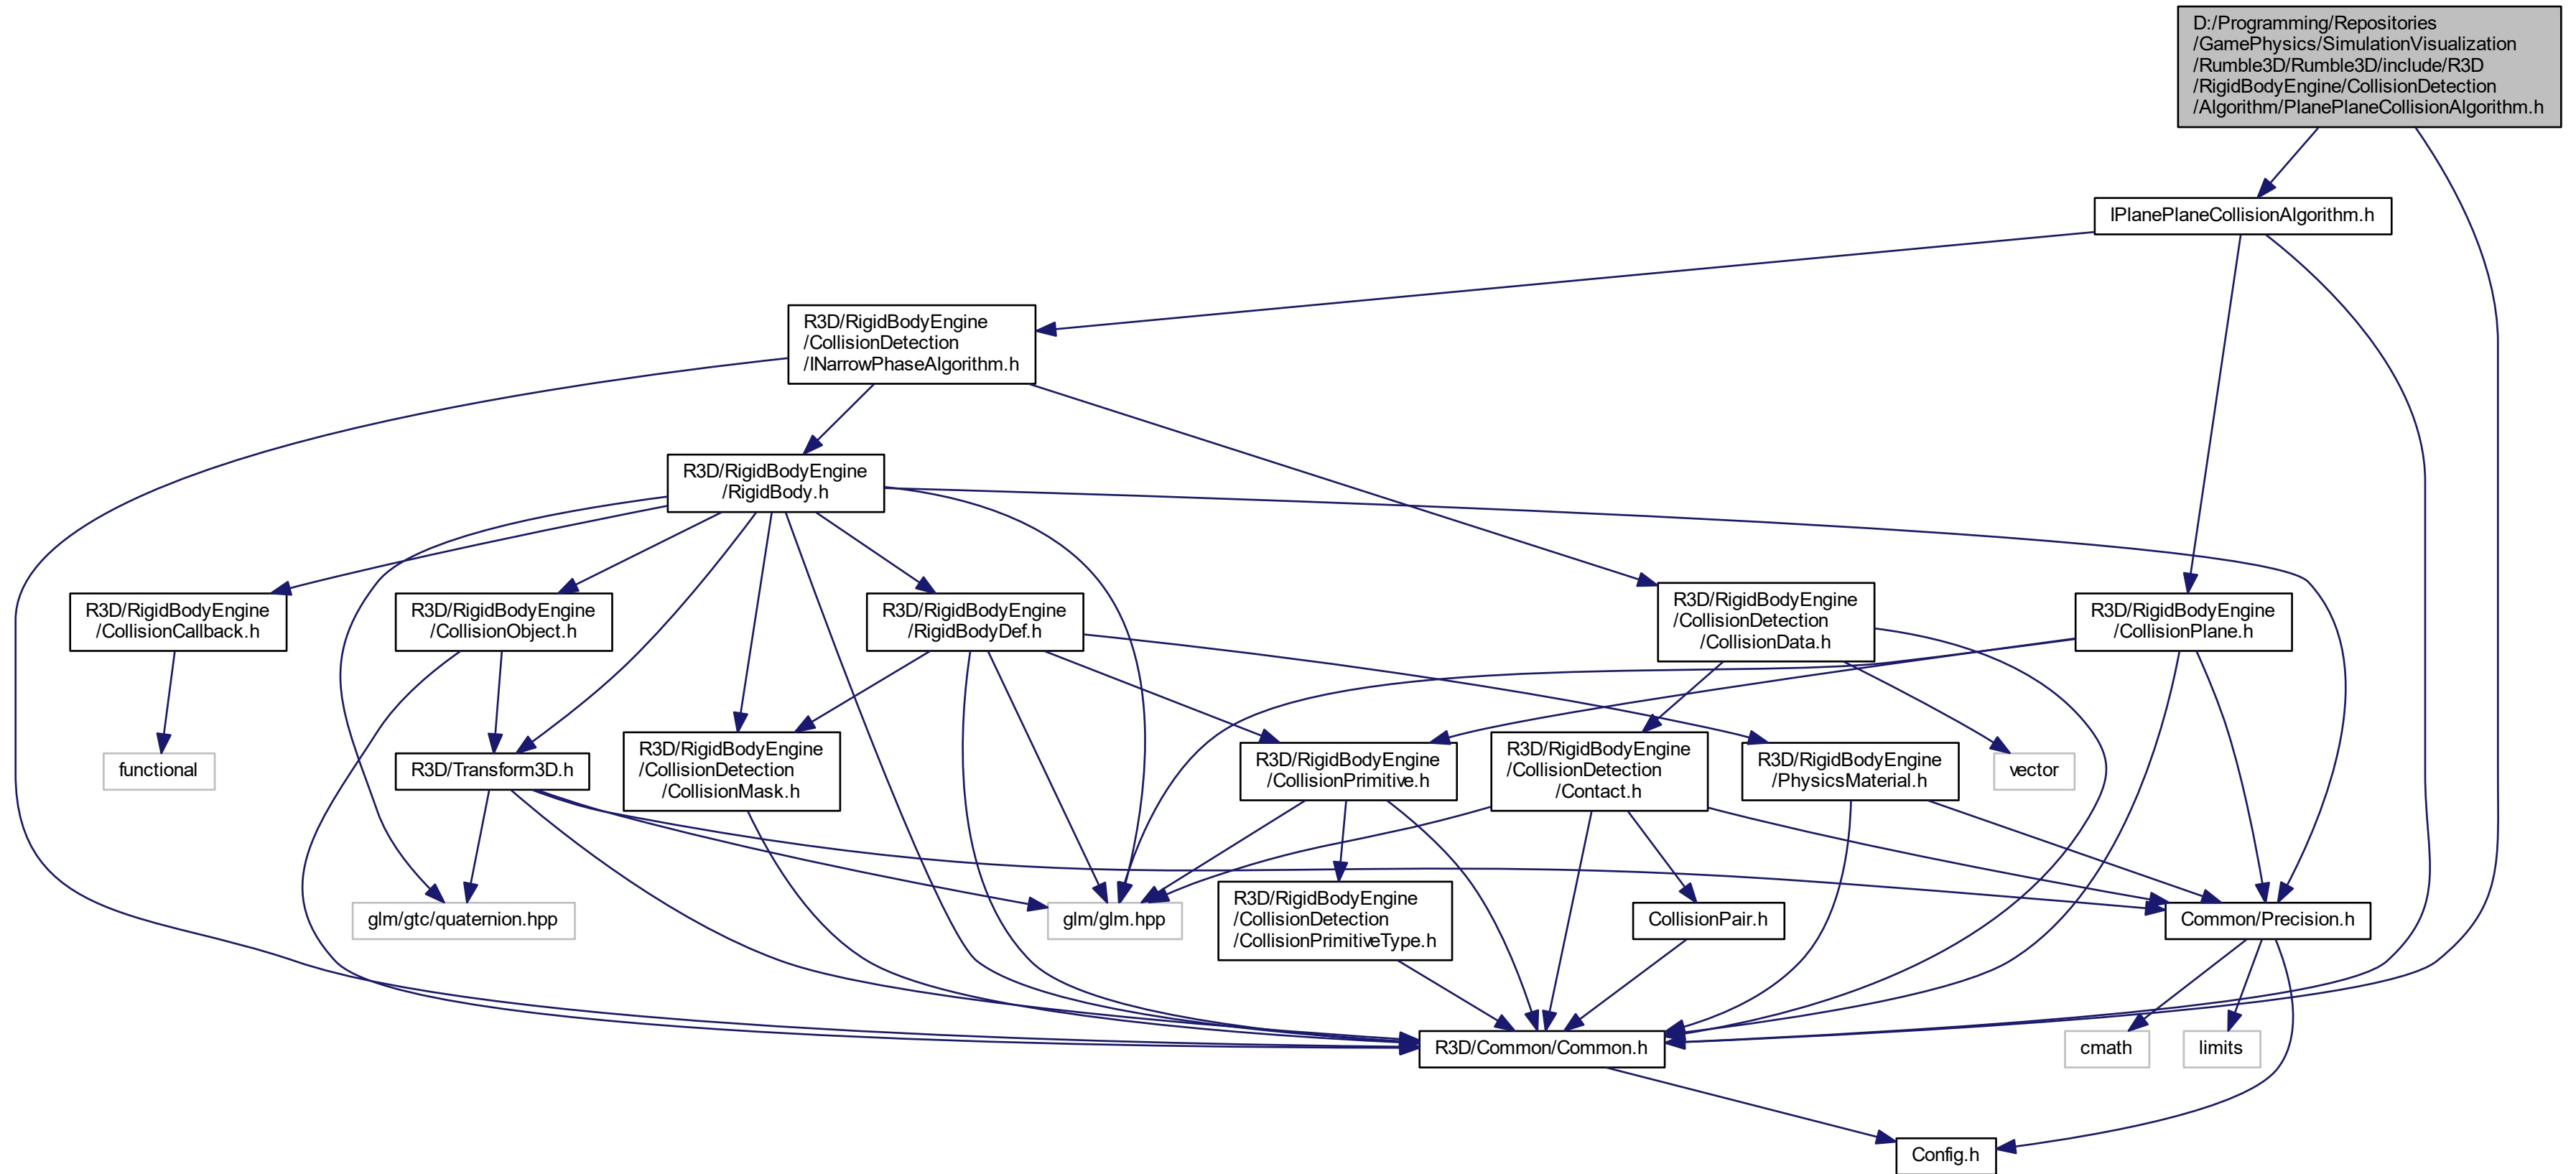 D:/Programming/Repositories
/GamePhysics/SimulationVisualization
/Rumble3D/Rumble3D/include/R3D
/RigidBodyEngine/CollisionDetection
/Algorithm/PlanePlaneCollisionAlgorithm.h
IPlanePlaneCollisionAlgorithm.h
R3D/RigidBodyEngine
/CollisionDetection
/INarrowPhaseAlgorithm.h
R3D/RigidBodyEngine
/RigidBody.h
R3D/RigidBodyEngine
/CollisionCallback.h
R3D/RigidBodyEngine
/CollisionObject.h
R3D/RigidBodyEngine
/RigidBodyDef.h
R3D/RigidBodyEngine
/CollisionDetection
/CollisionData.h
R3D/RigidBodyEngine
/CollisionPlane.h
functional
R3D/Transform3D.h
R3D/RigidBodyEngine
/CollisionDetection
/CollisionMask.h
R3D/RigidBodyEngine
/CollisionPrimitive.h
R3D/RigidBodyEngine
/CollisionDetection
/Contact.h
R3D/RigidBodyEngine
/PhysicsMaterial.h
vector
glm/gtc/quaternion.hpp
glm/glm.hpp
R3D/RigidBodyEngine
/CollisionDetection
/CollisionPrimitiveType.h
CollisionPair.h
Common/Precision.h
R3D/Common/Common.h
cmath
limits
Config.h